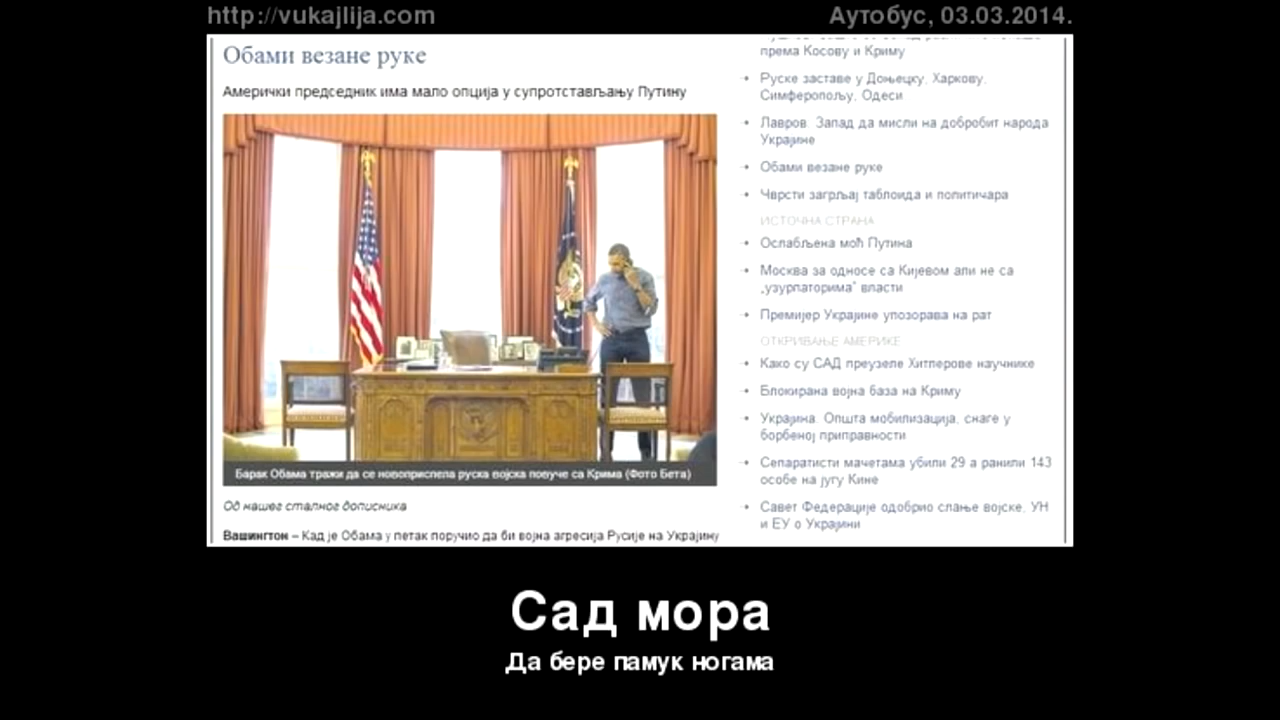 http://vukajlija.com
Аутобус, 03.03.2014.
Обами везане руке
Амерички председник има мало опција у супротстављању Путину
Барак Обама тражи да се новоприспела руска војска повуче са Крима (Фото Бета)
Од нашег сталног дописника
Вашингтон – Кад је Обама у петак поручио да би војна агресија Русије на Украјину
према Косову и Криму
Руске заставе у Доњецку, Харкову,
Симферопољу, Одеси
Лавров: Запад да мисли на добробит народа
Украјине
Обами везане руке
Чврсти загрљај таблоида и политичара
ИСТОЧНА СТРАНА
Ослабљена моћ Путина
Москва за односе са Кијевом али не са
„узурпаторима“ власти
Премијер Украјине упозорава на рат
ОТКРИВАЊЕ АМЕРИКЕ
Како су САД преузеле Хитлерове научнике
Блокирана војна база на Криму
Украјина: Општа мобилизација, снаге у
борбеној приправности
Сепаратисти мачетама убили 29 а ранили 143
особе на југу Кине
Савет Федерације одобрио слање војске, УН
и ЕУ о Украјини
Сад мора
Да бере памук ногама